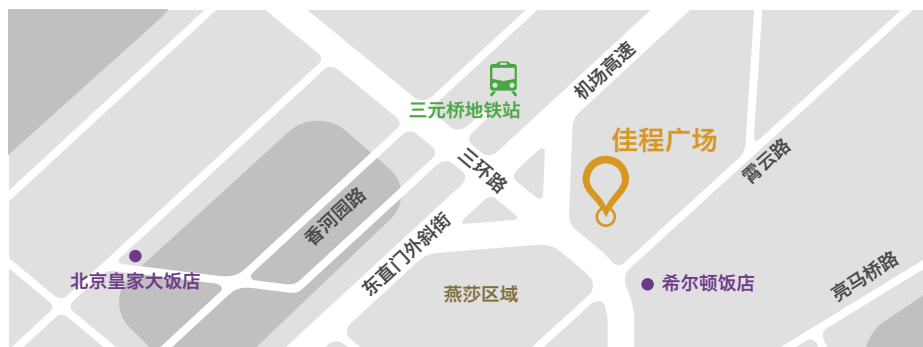 三元桥地铁站
机场高速
佳程广场
三环路
霄云路
香河园路
东直门外斜街
北京皇家大饭店
燕莎区域
希尔顿饭店
亮马桥路